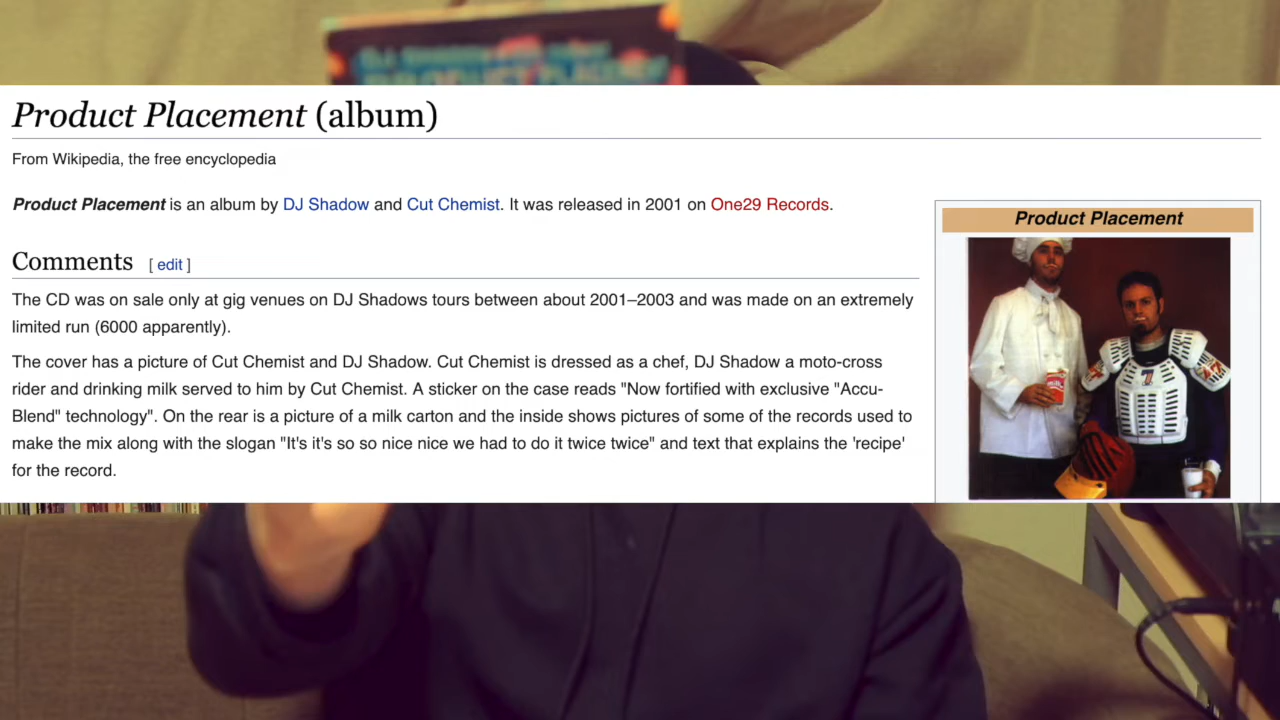 DJ SHADOW
PRODUCT PLACEMENT
Product Placement (album)
From Wikipedia, the free encyclopedia
Product Placement is an album by DJ Shadow and Cut Chemist. It was released in 2001 on One29 Records.
Product Placement
Comments [ edit ]
The CD was on sale only at gig venues on DJ Shadows tours between about 2001–2003 and was made on an extremely
limited run (6000 apparently).
The cover has a picture of Cut Chemist and DJ Shadow. Cut Chemist is dressed as a chef, DJ Shadow a moto-cross
rider and drinking milk served to him by Cut Chemist. A sticker on the case reads "Now fortified with exclusive "Accu-
Blend" technology". On the rear is a picture of a milk carton and the inside shows pictures of some of the records used to
make the mix along with the slogan "It's it's so so nice nice we had to do it twice twice" and text that explains the 'recipe'
for the record.
7